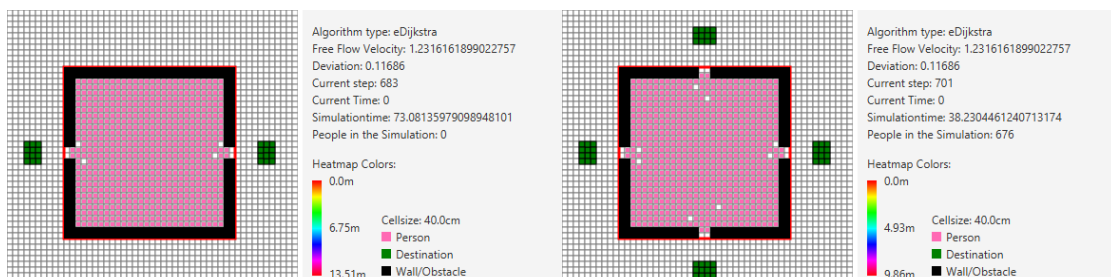 Algorithm type: eDijkstra
Free Flow Velocity: 1.2316161899022757
Deviation: 0.11686
Current step: 683
Current Time: 0
Simulationtime: 73.08135979098948101
People in the Simulation: 0
Heatmap Colors:
0.0m
6.75m
13.51m
Cellsize: 40.0cm
Person
Destination
Wall/Obstacle
Algorithm type: eDijkstra
Free Flow Velocity: 1.2316161899022757
Deviation: 0.11686
Current step: 701
Current Time: 0
Simulationtime: 38.2304461240713174
People in the Simulation: 676
Heatmap Colors:
0.0m
4.93m
9.86m
Cellsize: 40.0cm
Person
Destination
Wall/Obstacle